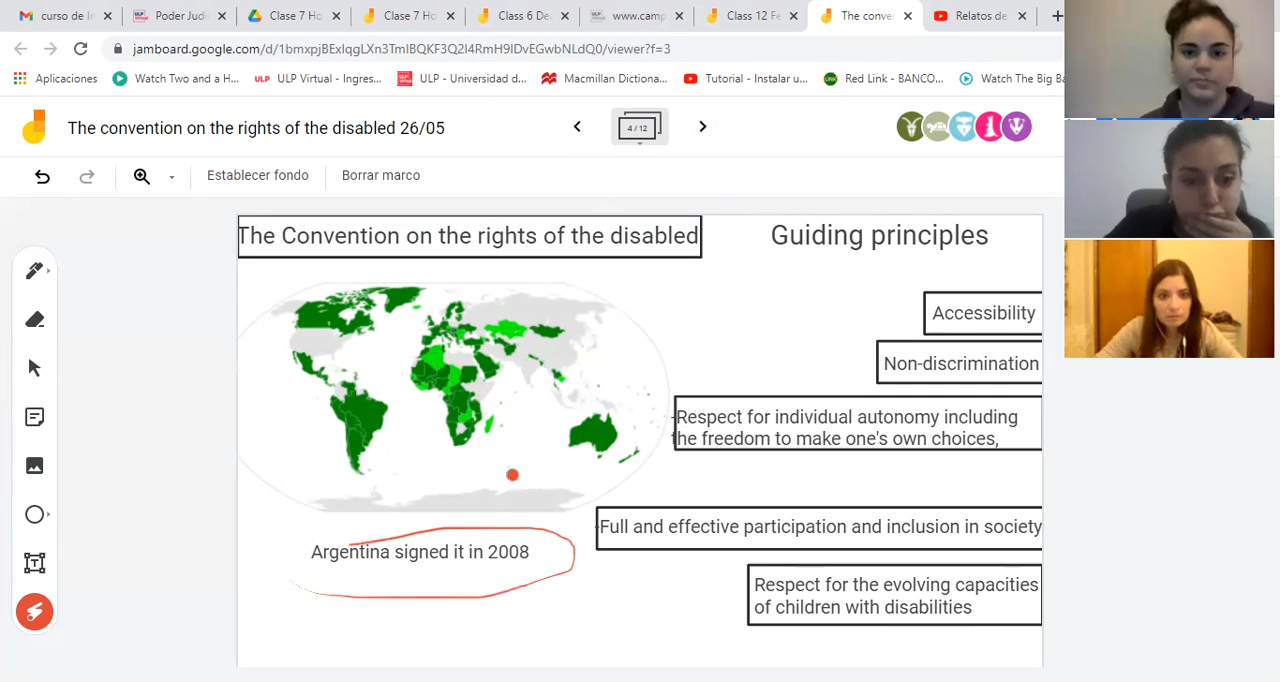 curso de In
Poder Judi
Clase 7 Ho
Clase 7 Ho
Class 6 De
www.camp
Class 12 Fe
The conve
Relatos de
jamboard.google.com/d/1bmxpjBExlqgLXn3TmlBQKF3Q2I4RmH9lDvEGwbNLdQ0/viewer?f=3
Aplicaciones
Watch Two and a H...
ULP Virtual - Ingres...
ULP - Universidad d...
Macmillan Dictiona...
Tutorial - Instalar u...
Red Link - BANCO...
Watch The Big Ba
The convention on the rights of the disabled 26/05
4 / 12
Establecer fondo
Borrar marco
The Convention on the rights of the disabled
Guiding principles
Accessibility
Non-discrimination
-Respect for individual autonomy including
the freedom to make one's own choices,
-Full and effective participation and inclusion in society
Argentina signed it in 2008
Respect for the evolving capacities
of children with disabilities